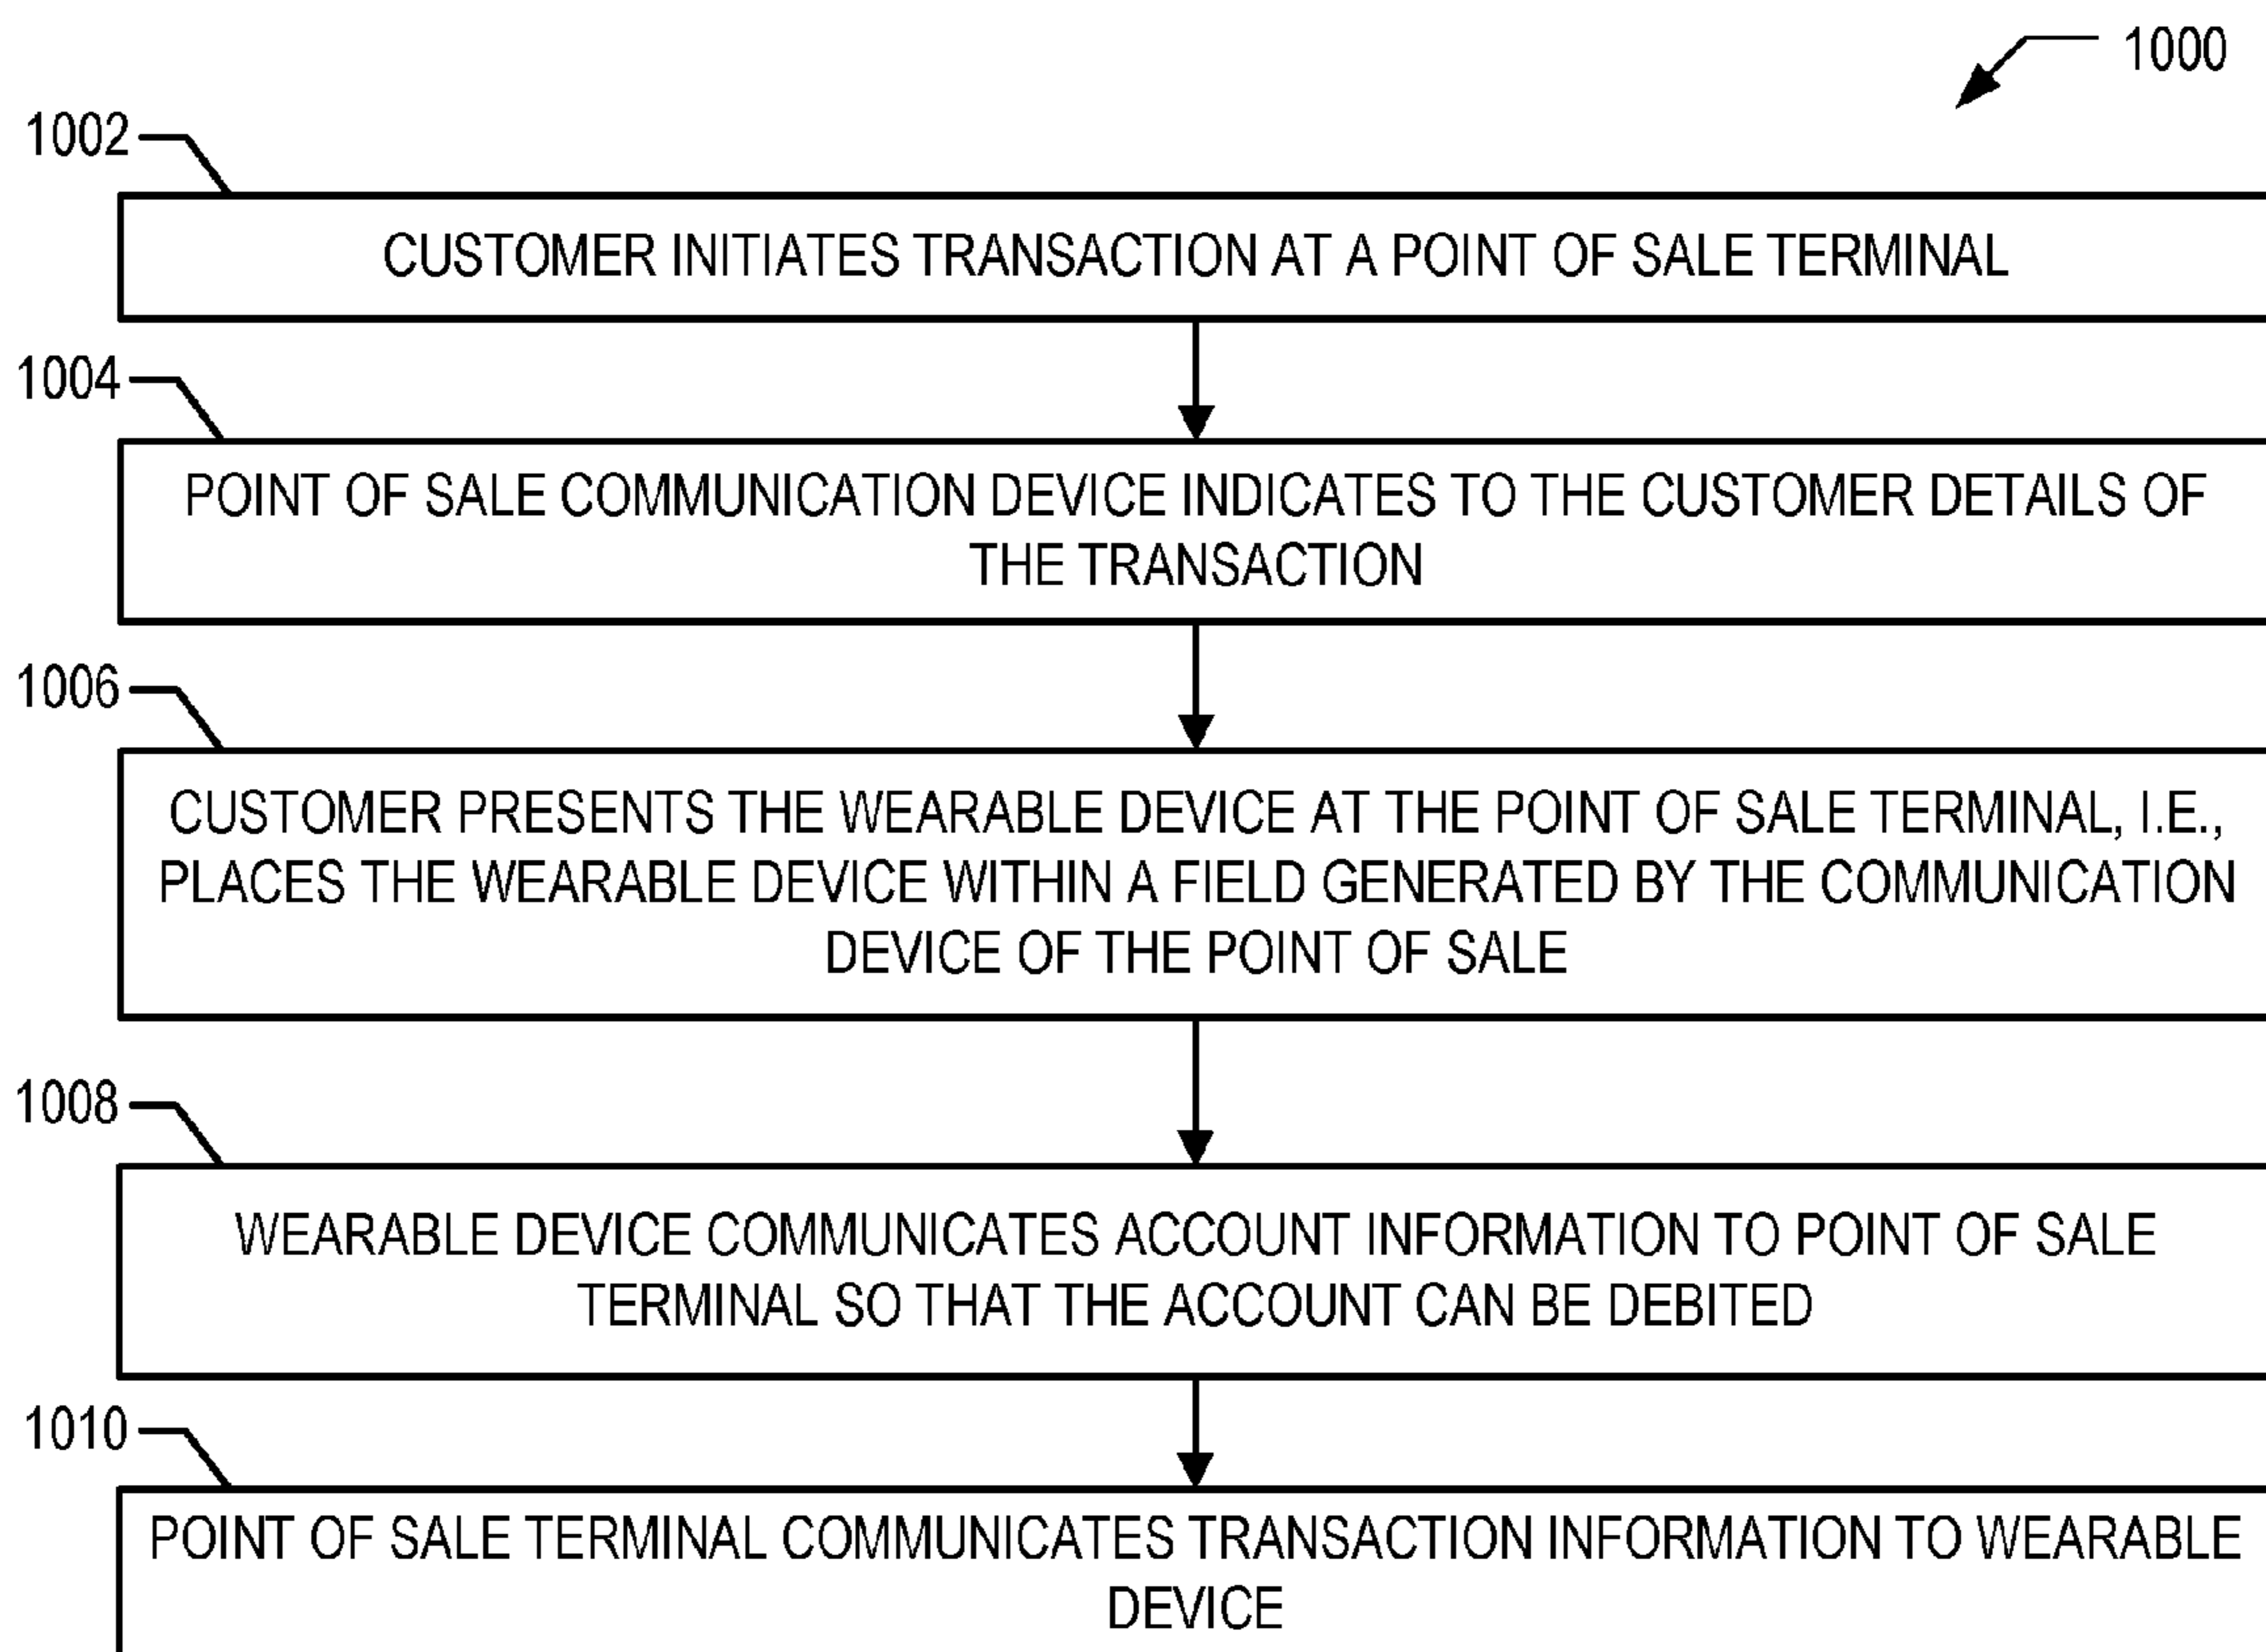 1000
1002
CUSTOMER INITIATES TRANSACTION AT A POINT OF SALE TERMINAL
1004
POINT OF SALE COMMUNICATION DEVICE INDICATES TO THE CUSTOMER DETAILS OF
THE TRANSACTION
1006
CUSTOMER PRESENTS THE WEARABLE DEVICE AT THE POINT OF SALE TERMINAL, I.E.,
PLACES THE WEARABLE DEVICE WITHIN A FIELD GENERATED BY THE COMMUNICATION
DEVICE OF THE POINT OF SALE
1008
WEARABLE DEVICE COMMUNICATES ACCOUNT INFORMATION TO POINT OF SALE
TERMINAL SO THAT THE ACCOUNT CAN BE DEBITED
1010
POINT OF SALE TERMINAL COMMUNICATES TRANSACTION INFORMATION TO WEARABLE
DEVICE